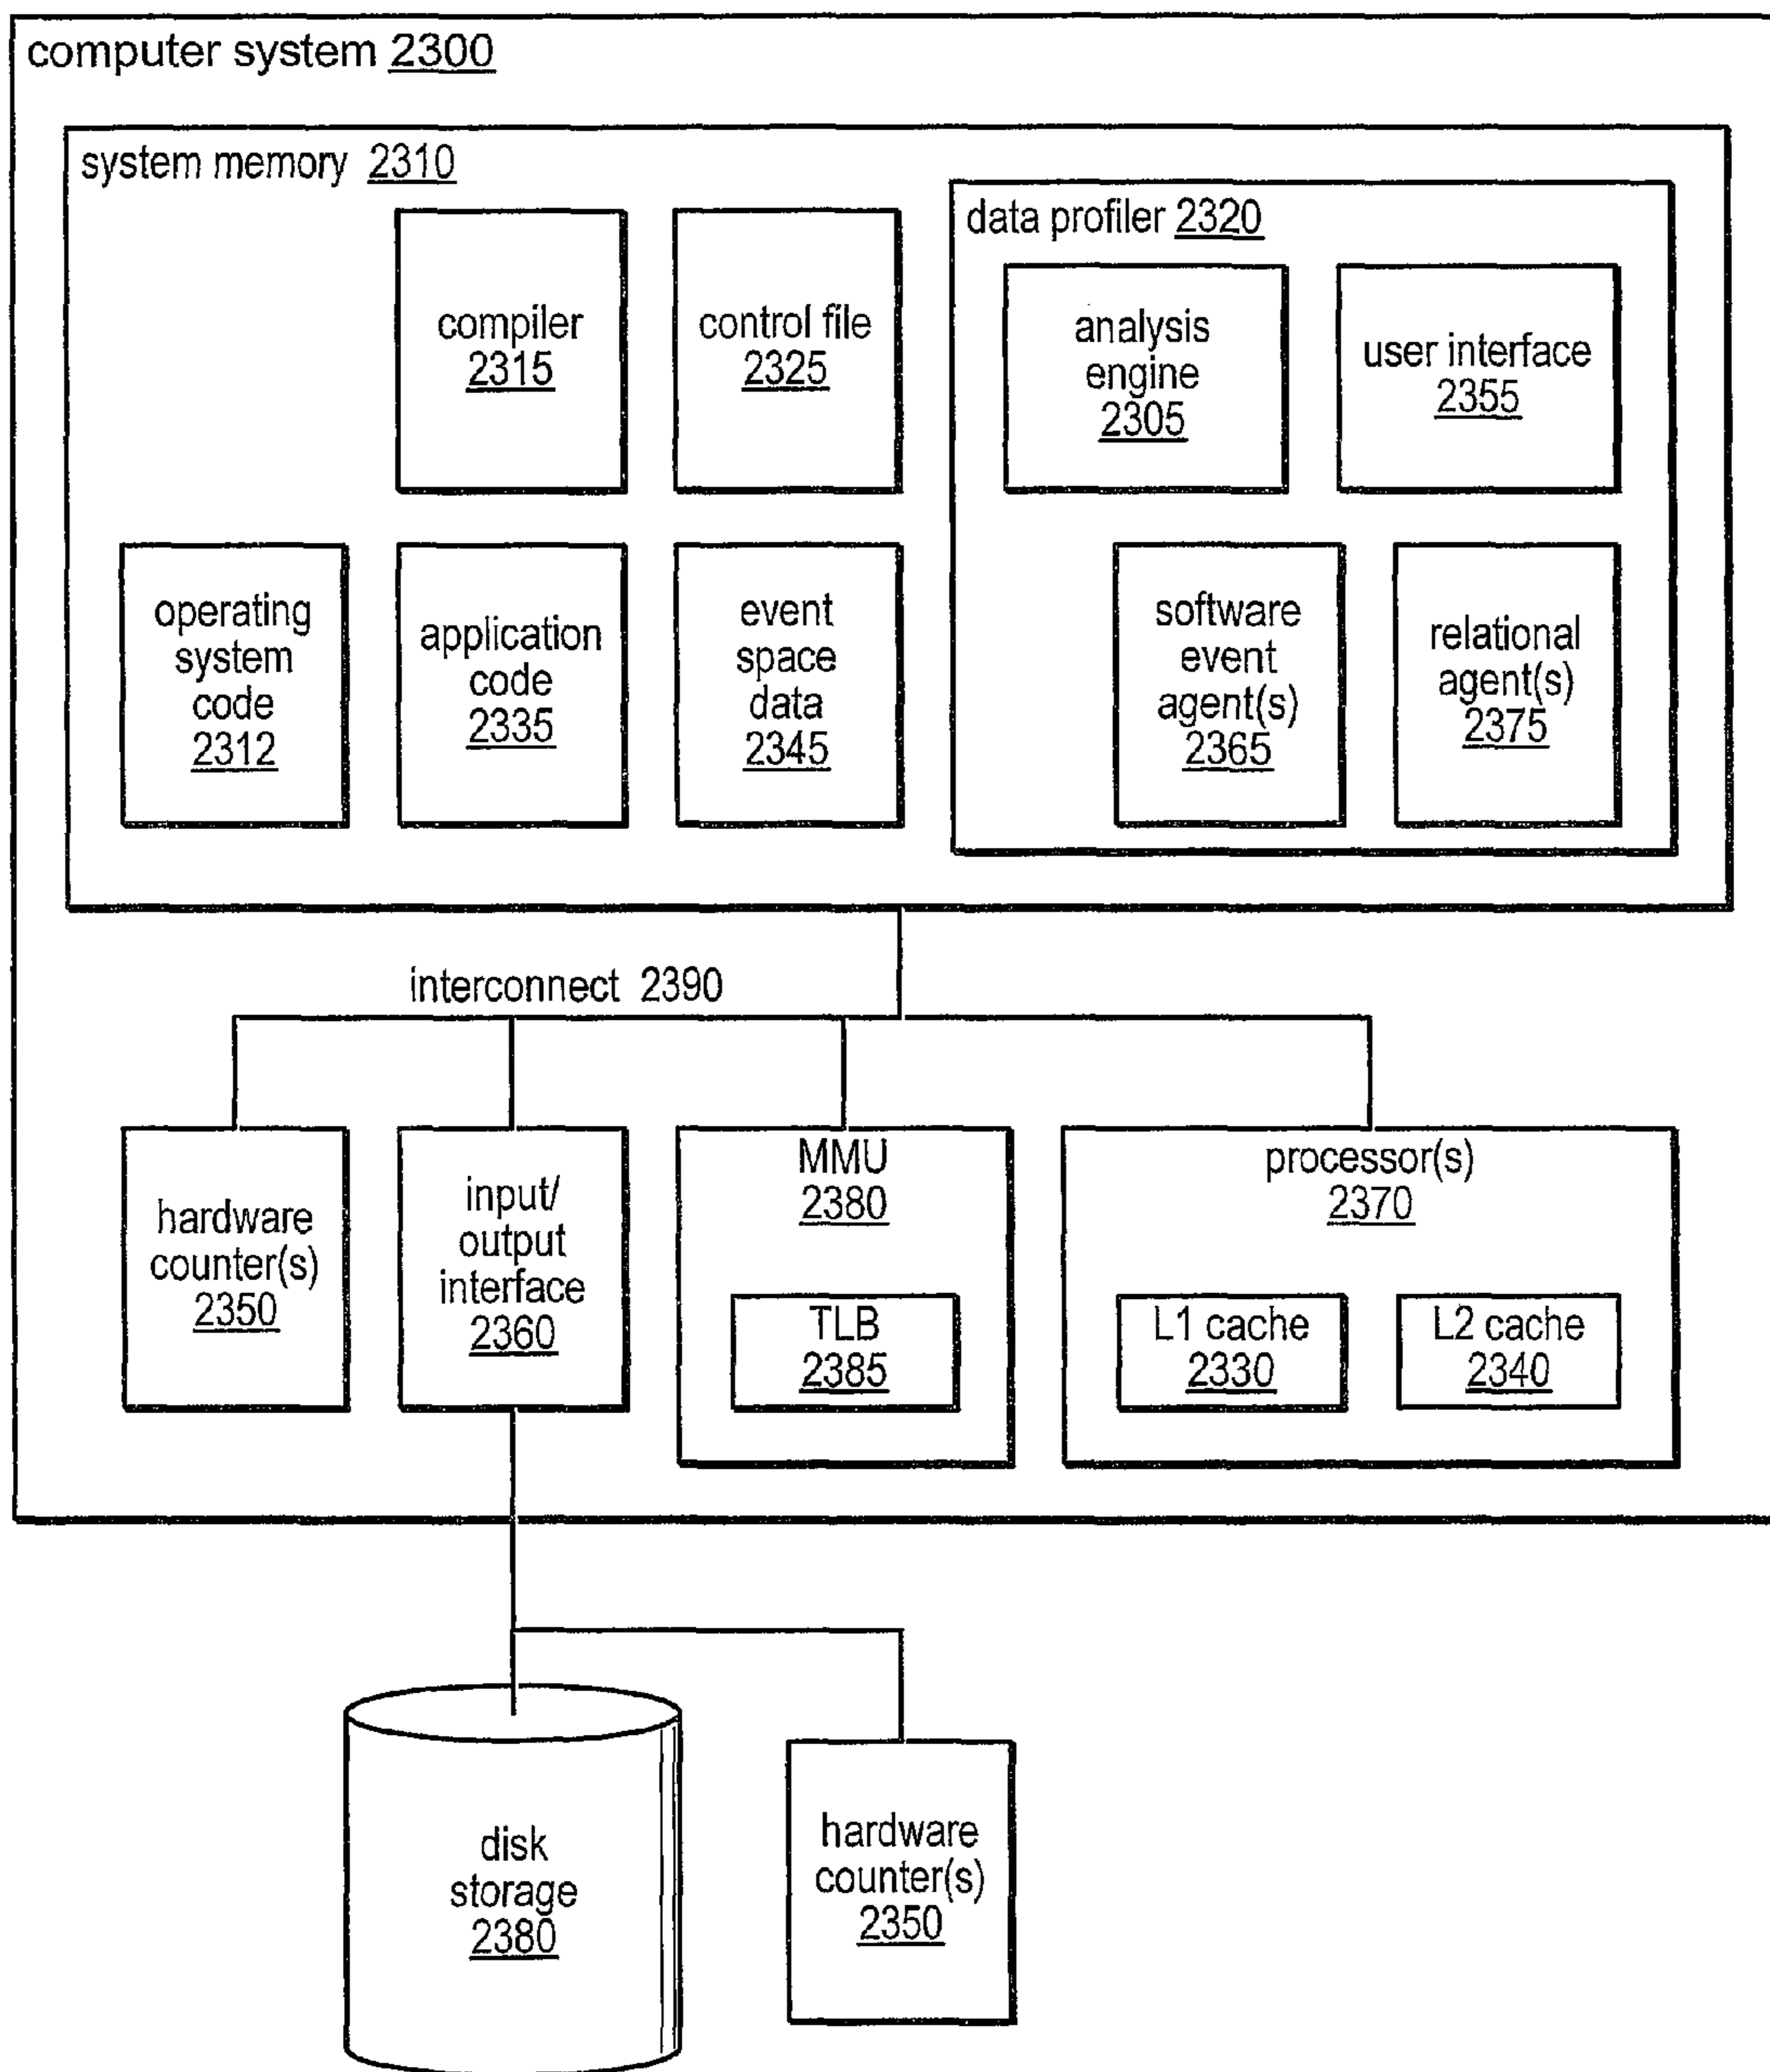 computer system 2300
system memory 2310
data profiler 2320
compiler
2315
control file
2325
analysis
engine
2305
user interface
2355
operating
system
code
2312
application
code
2335
event
space
data
2345
software
event
agent(s)
2365
relational
agent(s)
2375
interconnect 2390
hardware
counter(s)
2350
input/
output
interface
2360
MMU
2380
TLB
2385
processor(s)
2370
L1 cache
2330
L2 cache
2340
disk
storage
2380
hardware
counter(s)
2350